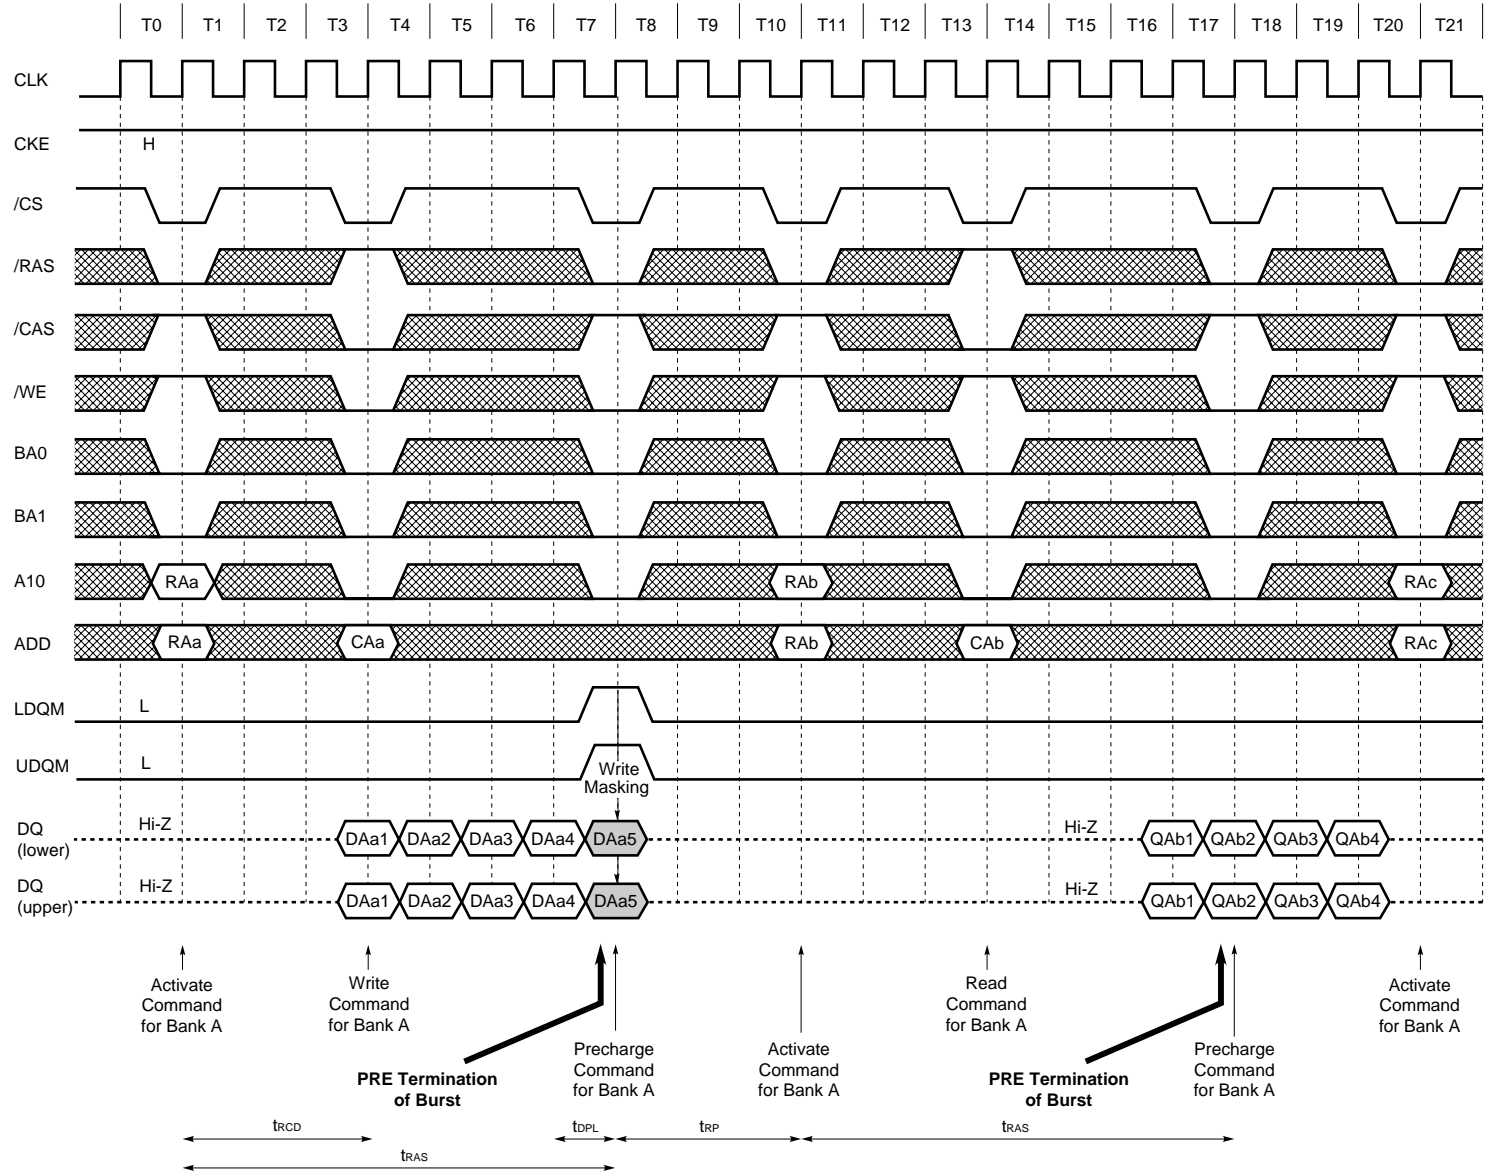 T0 T1 T2 T3 T4 T5 T6 T7 T8 T9 T10 T11 T12 T13 T14 T15 T16 T17 T18 T19 T20 T21
CLK
CKE H
/CS
/RAS
/CAS
/WE
BA0
BA1
A10 RAa RAb RAc
ADD RAa CAa RAb CAb RAc
LDQM L
UDQM L
Write
Masking
DQ
(lower)
Hi-Z DAa1 DAa2 DAa3 DAa4 DAa5 Hi-Z QAb1 QAb2 QAb3 QAb4
DQ
(upper)
Hi-Z DAa1 DAa2 DAa3 DAa4 DAa5 Hi-Z QAb1 QAb2 QAb3 QAb4
Activate
Command
for Bank A
Write
Command
for Bank A
PRE Termination
of Burst
Precharge
Command
for Bank A
Activate
Command
for Bank A
Read
Command
for Bank A
PRE Termination
of Burst
Precharge
Command
for Bank A
Activate
Command
for Bank A
tRCD tDPL tRP tRAS
tRAS